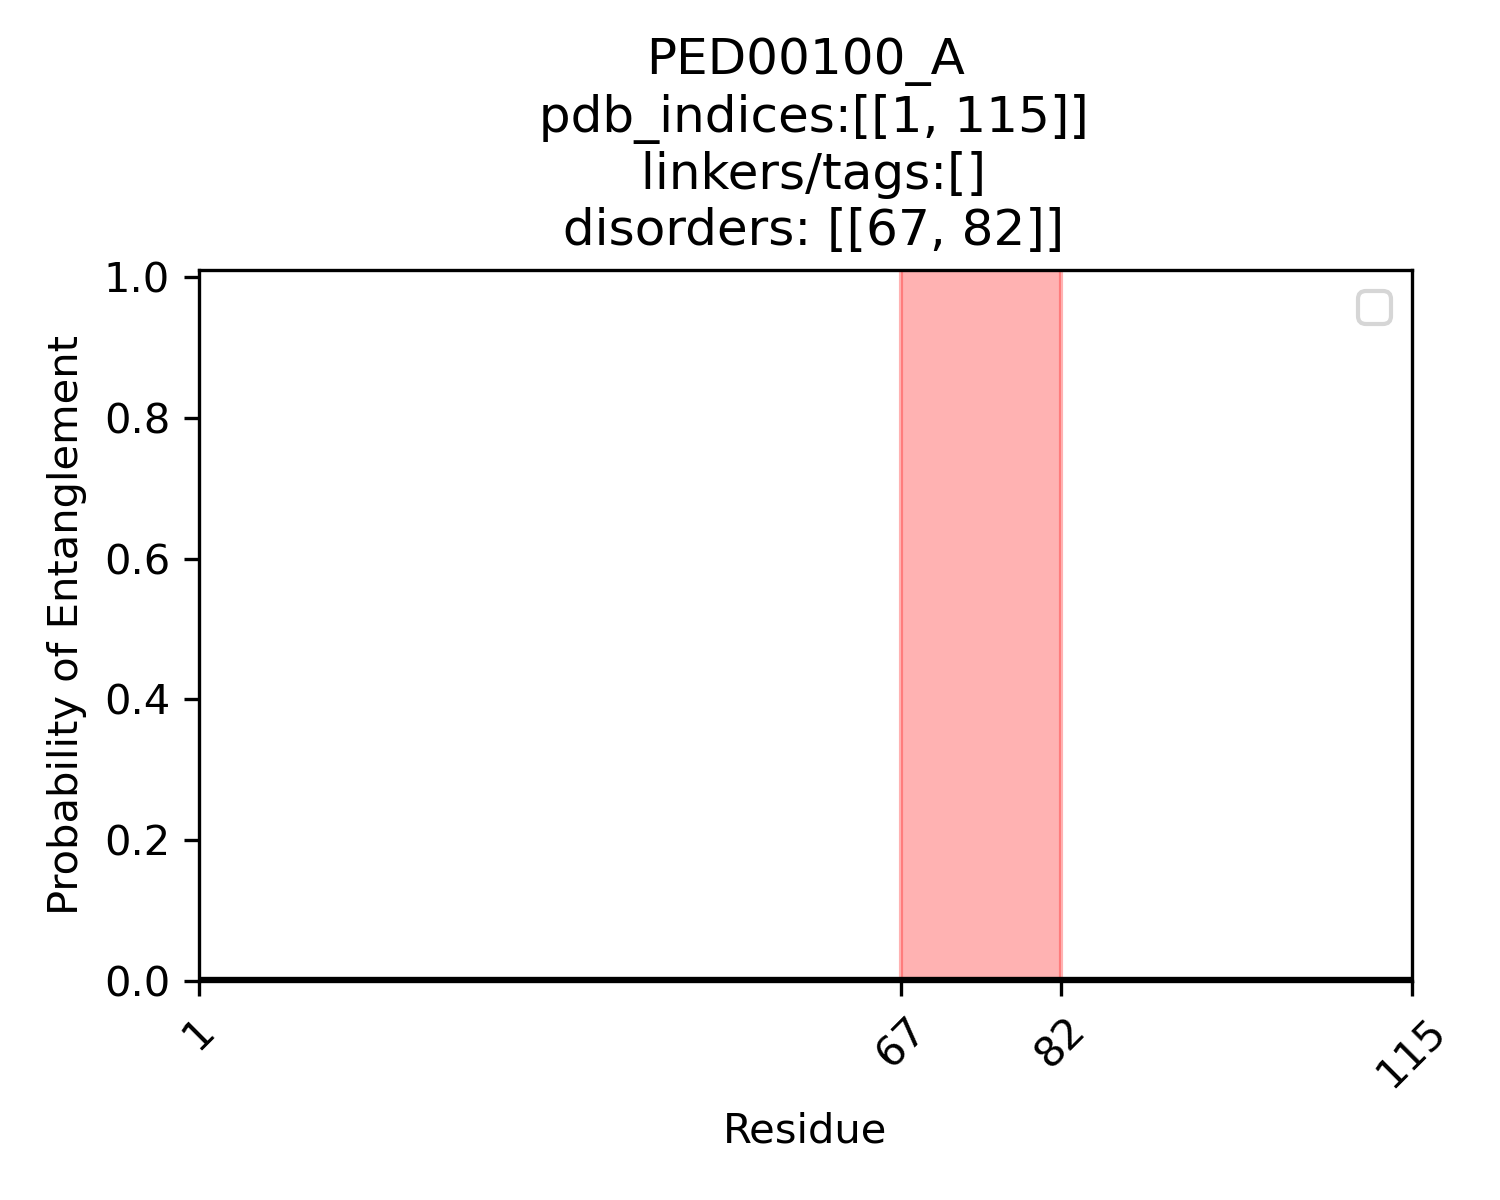 PED00100_A
pdb_indices:[[1, 115]]
linkers/tags:[]
disorders: [[67, 82]]
1.0
0.8
0.6
0.4
0.2
0.0
Probability of Entanglement
1
67
82
115
Residue